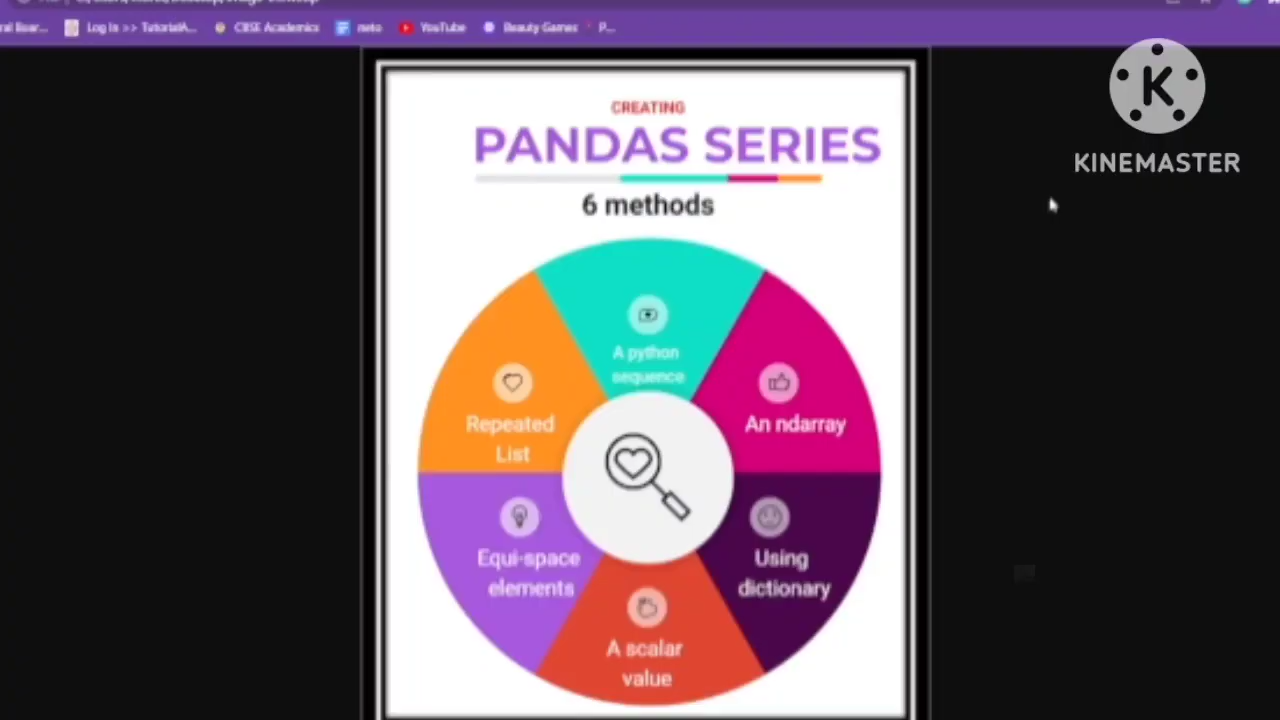 Log In >> TutorialA... CBSE Academics YouTube Beauty Games P...
CREATING
PANDAS SERIES
6 methods
KINEMASTER
A python
sequence
An ndarray
Using
dictionary
A scalar
value
Equi-space
elements
Repeated
List